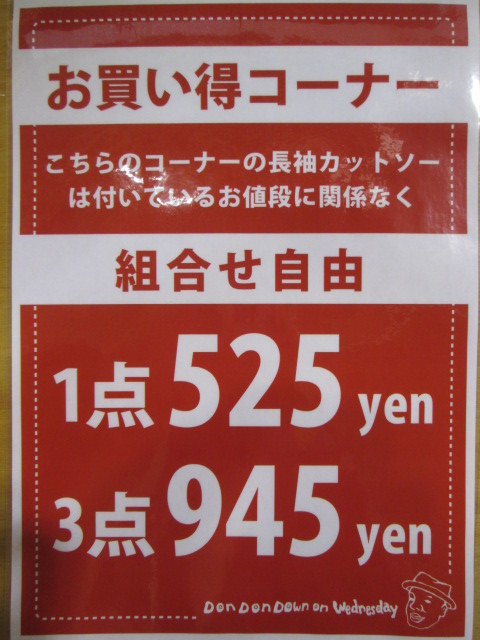 お買い得コーナー
こちらのコーナーの長袖カットソー
は付いているお値段に関係なく
組合せ自由
1点 525 yen
3点 945 yen
Don Don Down on Wednesday